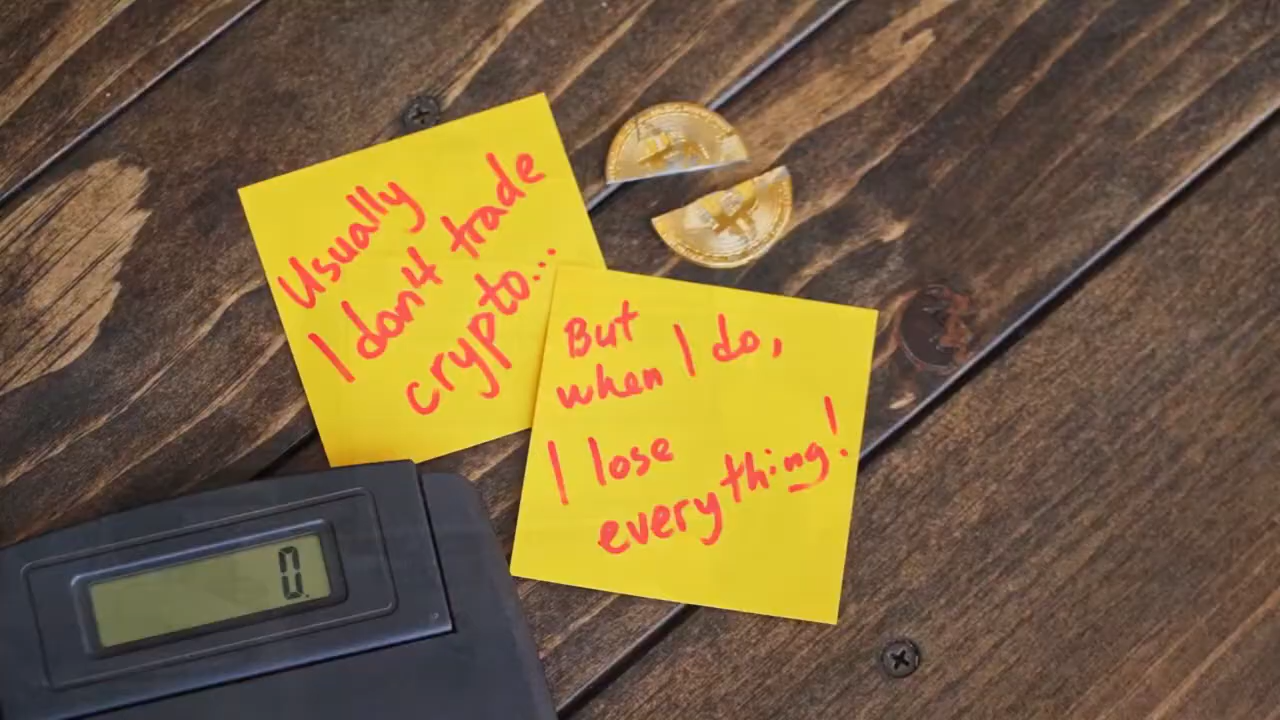 Usually
I don't trade
crypto...
But
when I do,
I lose
everything!
0.